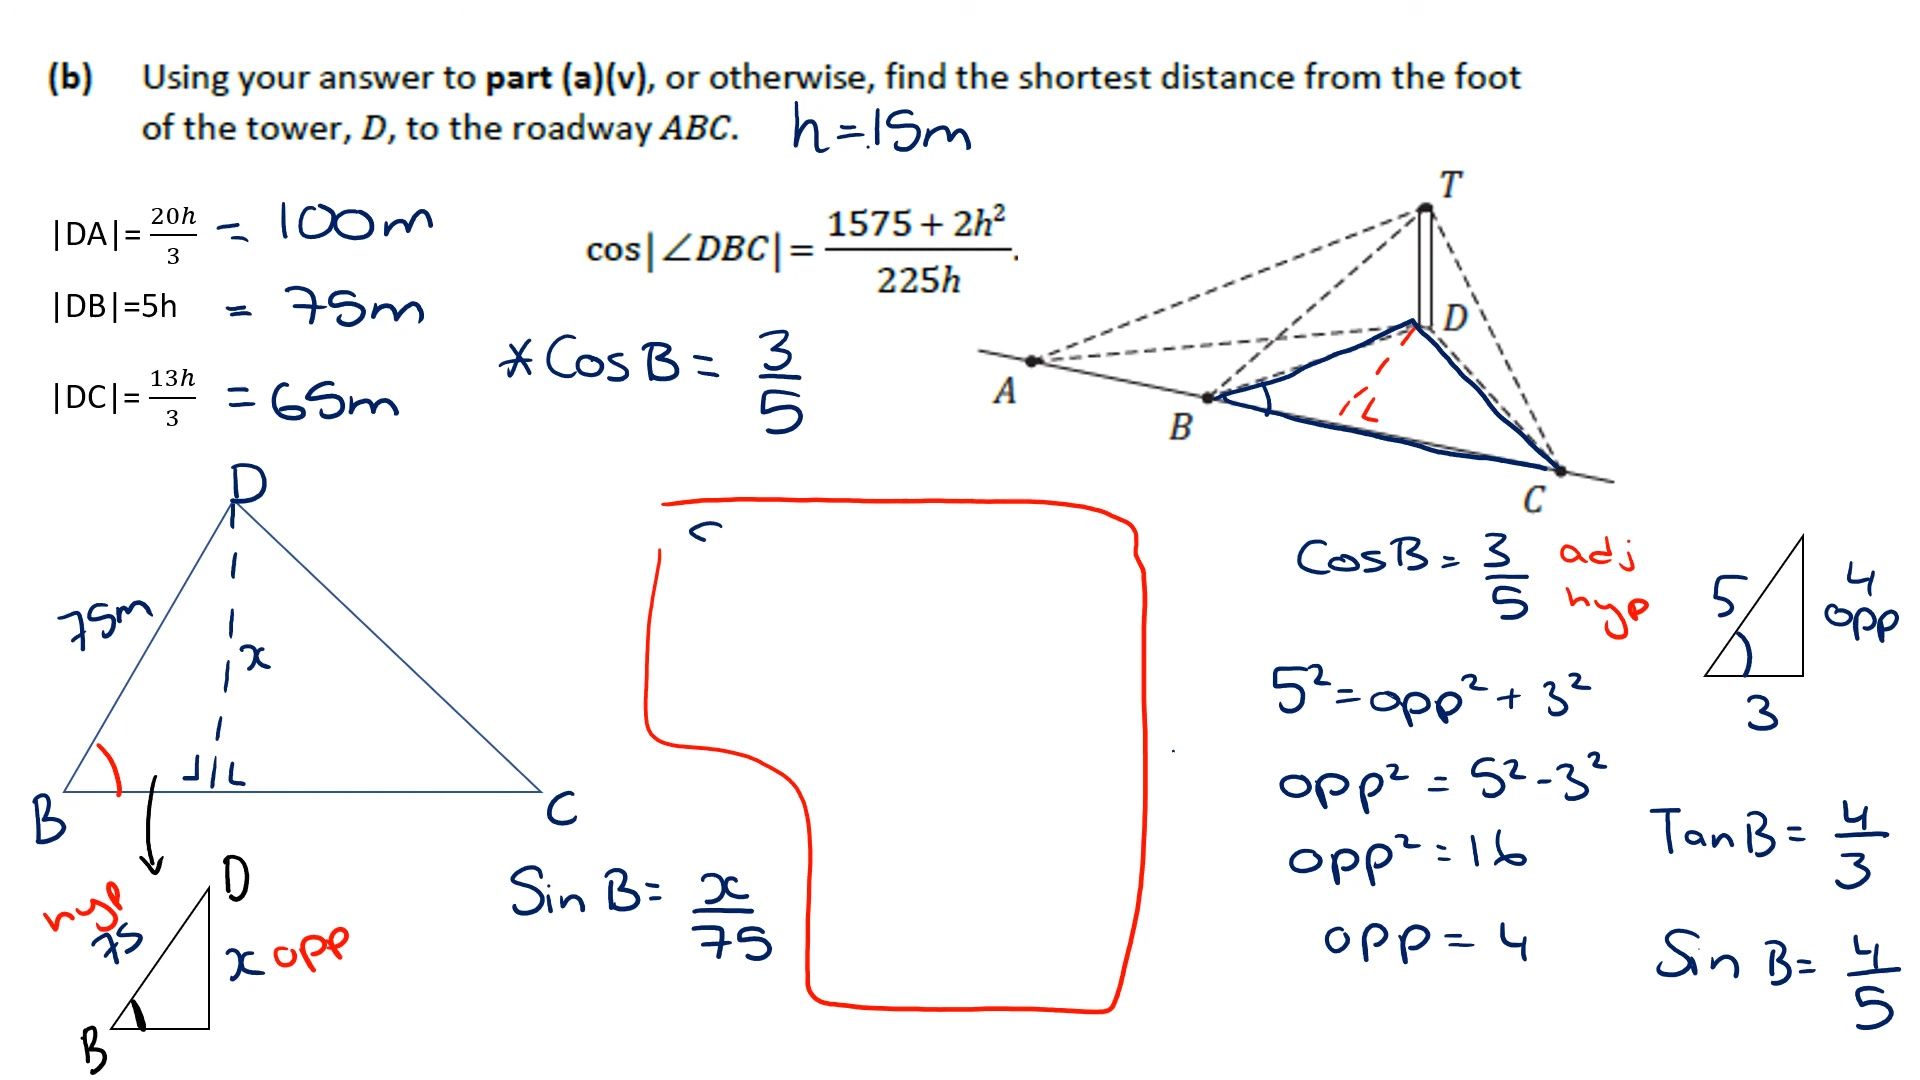 (b) Using your answer to part (a)(v), or otherwise, find the shortest distance from the foot
of the tower, D, to the roadway ABC. h = 15m
|DA| = 20h/3 = 100m
|DB|=5h = 75m
|DC| = 13h/3 = 65m
cos|∠DBC| = (1575 + 2h²)/225h.
*Cos B = 3/5
T
D
A
B
C
D
75m
x
B
C
D
hyp
75
x opp
B
Sin B = x/75
Cos B = 3/5 adj
hyp
5
4
opp
3
5² = opp² + 3²
opp² = 5² - 3²
opp² = 16
opp = 4
Tan B = 4/3
Sin B = 4/5